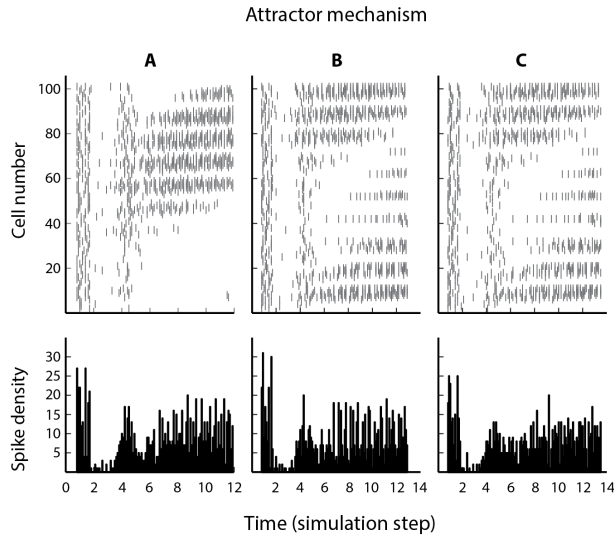 Attractor mechanism
A B C
Cell number
100
80
60
40
20
Spike density
30
25
20
15
10
5
0 2 4 6 8 10 12 2 4 6 8 10 12 14 2 4 6 8 10 12 14
Time (simulation step)